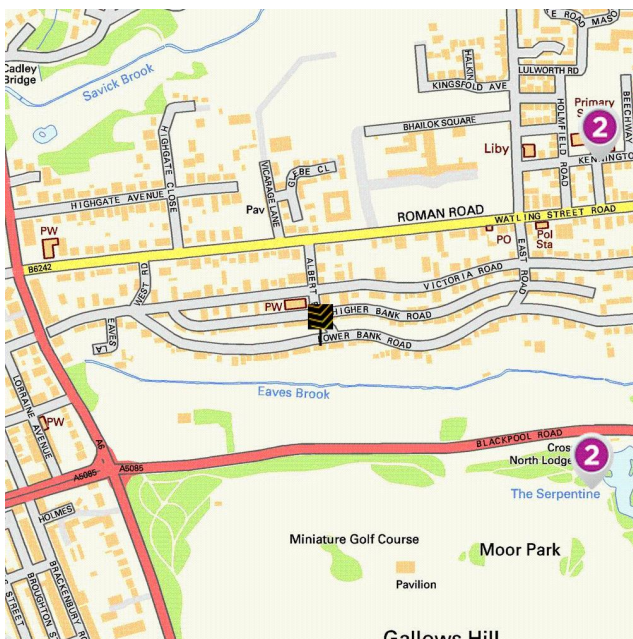 E ROAD
MASO
LULWORTH RD
HALKIN
KINGSFOLD AVE
Cadley
Bridge
Savick Brook
HOLMFIELD ROAD
Primary
S
BEECHWAY
2
BHAILOK SQUARE
HIGHGATE CLOSE
Liby
KENNINGTO
VICARAGE LANE
EBE CL
HIGHGATE AVENUE
Pav
ROMAN ROAD
WATLING STREET ROAD
PW
PO
Pol
Sta
B6242
ALBERT
EAST ROAD
WEST RD
VICTORIA ROAD
PW
HIGHER BANK ROAD
EAVES
LA
LOWER BANK ROAD
LORRAINE AVENUE
Eaves Brook
PW
A6
BLACKPOOL ROAD
Cros
North Lodge
2
A5085
A5085
The Serpentine
HOLMES
Miniature Golf Course
Moor Park
BRACKENBURY RO
BROUGHTON ST
S STREET
Pavilion
Gallows Hill